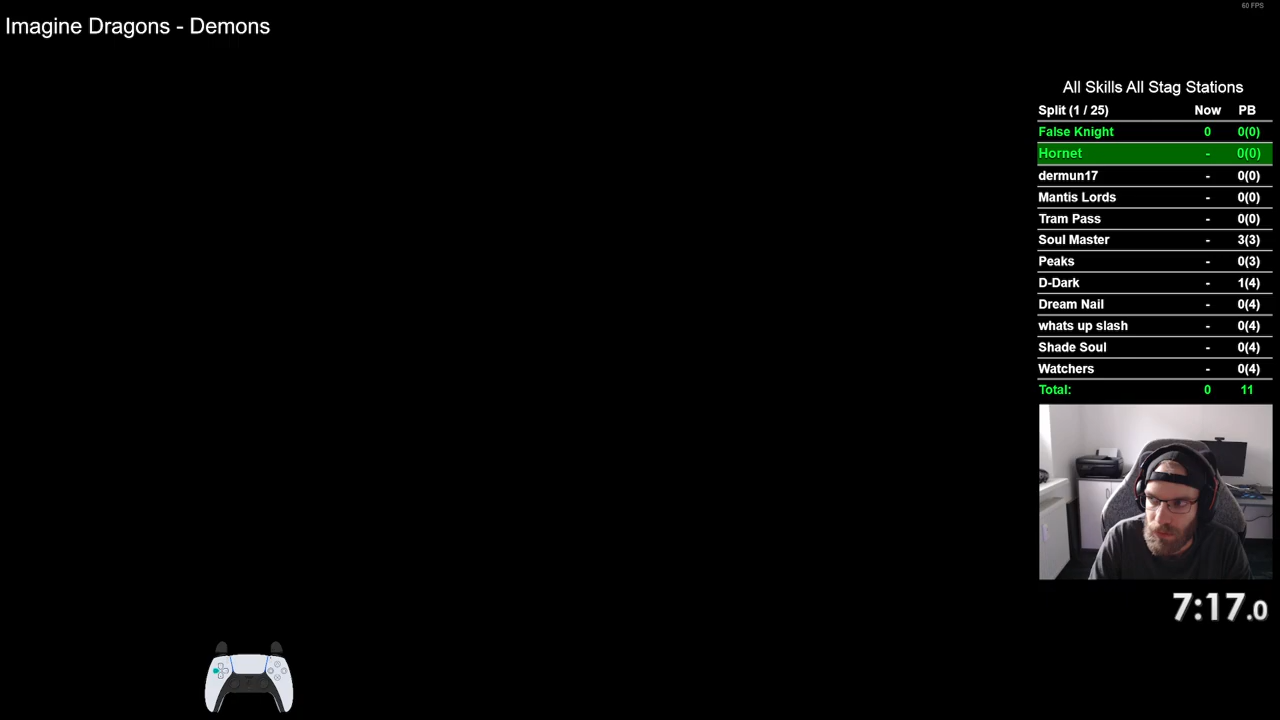 60 FPS
Imagine Dragons - Demons
All Skills All Stag Stations
Split (1 / 25) Now PB
False Knight 0 0(0)
Hornet - 0(0)
dermun17 - 0(0)
Mantis Lords - 0(0)
Tram Pass - 0(0)
Soul Master - 3(3)
Peaks - 0(3)
D-Dark - 1(4)
Dream Nail - 0(4)
whats up slash - 0(4)
Shade Soul - 0(4)
Watchers - 0(4)
Total: 0 11
7:17.0